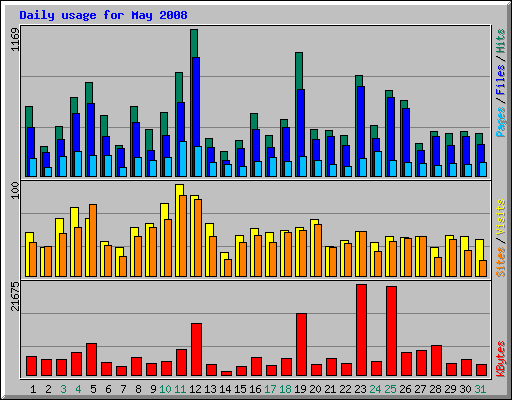 Daily usage for May 2008
1169
Pages / Files / Hits
100
Sites / Visits
21675
KBytes
1 2 3 4 5 6 7 8 9 10 11 12 13 14 15 16 17 18 19 20 21 22 23 24 25 26 27 28 29 30 31